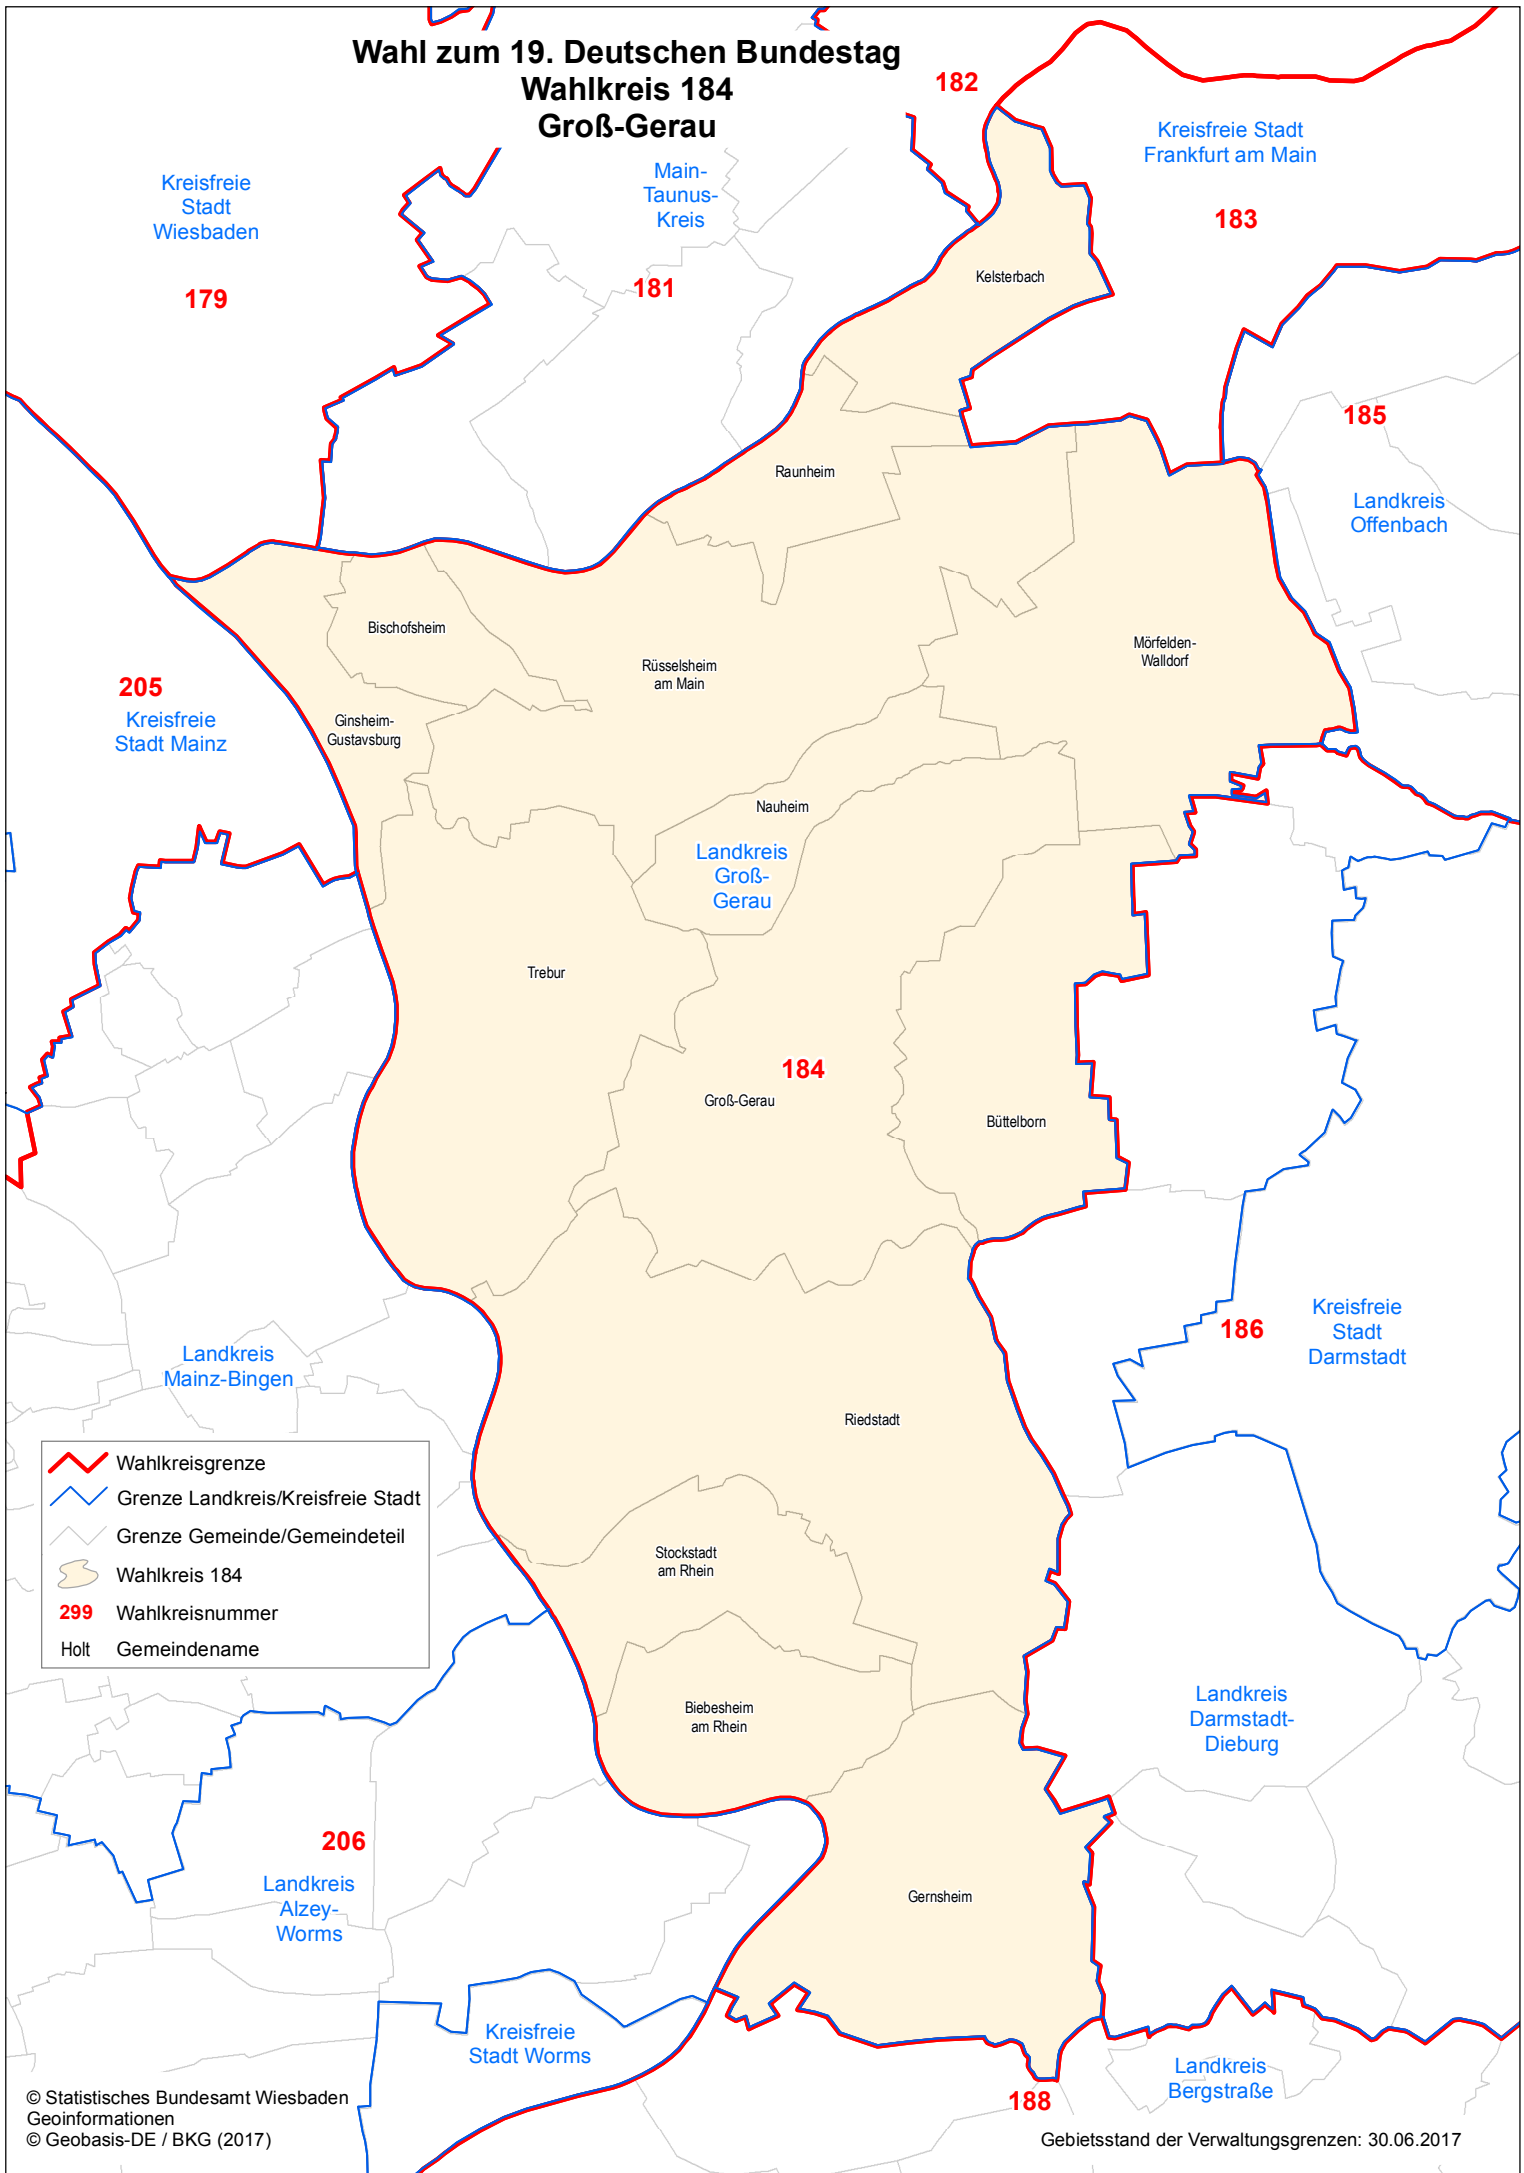 Wahl zum 19. Deutschen Bundestag
Wahlkreis 184
Groß-Gerau
182
Kreisfreie Stadt
Frankfurt am Main
183
Main-
Taunus-
Kreis
181
Kreisfreie
Stadt
Wiesbaden
179
Kelsterbach
185
Landkreis
Offenbach
Raunheim
Bischofsheim
Rüsselsheim
am Main
Mörfelden-
Walldorf
205
Kreisfreie
Stadt Mainz
Ginsheim-
Gustavsburg
Nauheim
Landkreis
Groß-
Gerau
Trebur
184
Groß-Gerau
Büttelborn
186
Kreisfreie
Stadt
Darmstadt
Landkreis
Mainz-Bingen
Riedstadt
Wahlkreisgrenze
Grenze Landkreis/Kreisfreie Stadt
Grenze Gemeinde/Gemeindeteil
Wahlkreis 184
299 Wahlkreisnummer
Holt Gemeindename
Stockstadt
am Rhein
Biebesheim
am Rhein
Landkreis
Darmstadt-
Dieburg
206
Landkreis
Alzey-
Worms
Gernsheim
Kreisfreie
Stadt Worms
188
Landkreis
Bergstraße
© Statistisches Bundesamt Wiesbaden
Geoinformationen
© Geobasis-DE / BKG (2017)
Gebietsstand der Verwaltungsgrenzen: 30.06.2017